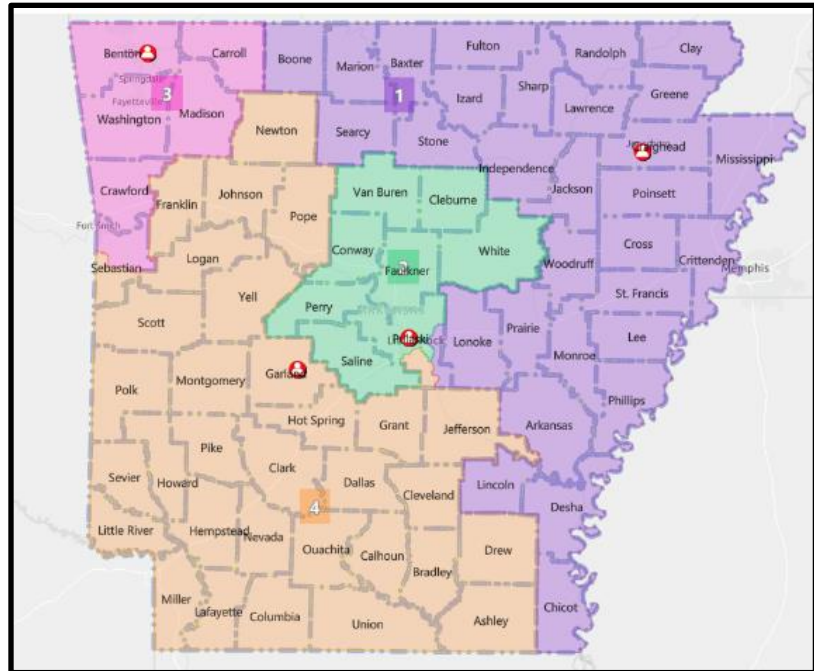 Fulton
Clay
Benton
Carroll
Boone
Marion
Baxter
Randolph
Springdale
Sharp
Greene
3
1
Izard
Fayetteville
Lawrence
Washington
Madison
Newton
Searcy
Stone
Mississippi
Independence
Crawford
Van Buren
Cleburne
Jackson
Poinsett
Johnson
Franklin
Pope
Fort Smith
Conway
White
Cross
Logan
Crittenden
Sebastian
Faulkner
Woodruff
Memphis
Yell
St. Francis
Perry
Scott
Prairie
Lonoke
Lee
Saline
Monroe
Garland
Montgomery
Polk
Phillips
Hot Spring
Grant
Jefferson
Arkansas
Pike
Clark
Dallas
Sevier
Howard
Lincoln
Cleveland
4
Desha
Little River
Hempstead
Nevada
Ouachita
Calhoun
Drew
Bradley
Miller
Lafayette
Columbia
Union
Ashley
Chicot